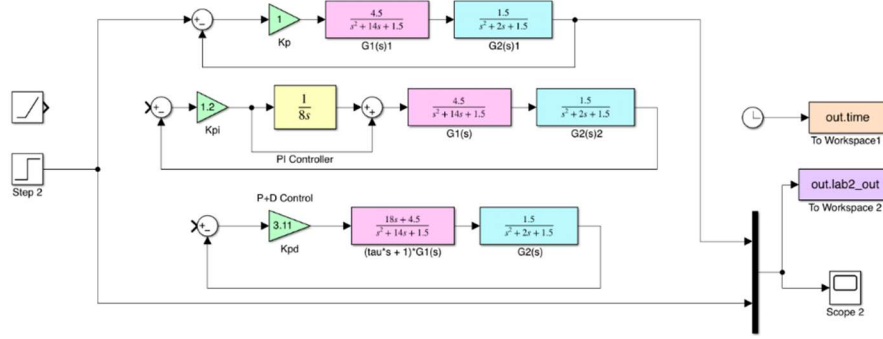 +−
1
Kp
4.5
s² + 14s + 1.5
G1(s)1
1.5
s² + 2s + 1.5
G2(s)1
+−
1.2
Kpi
1
8s
++
PI Controller
4.5
s² + 14s + 1.5
G1(s)
1.5
s² + 2s + 1.5
G2(s)2
out.time
To Workspace1
Step 2
out.lab2_out
To Workspace 2
P+D Control
+−
3.11
Kpd
18s + 4.5
s² + 14s + 1.5
(tau*s + 1)*G1(s)
1.5
s² + 2s + 1.5
G2(s)
Scope 2